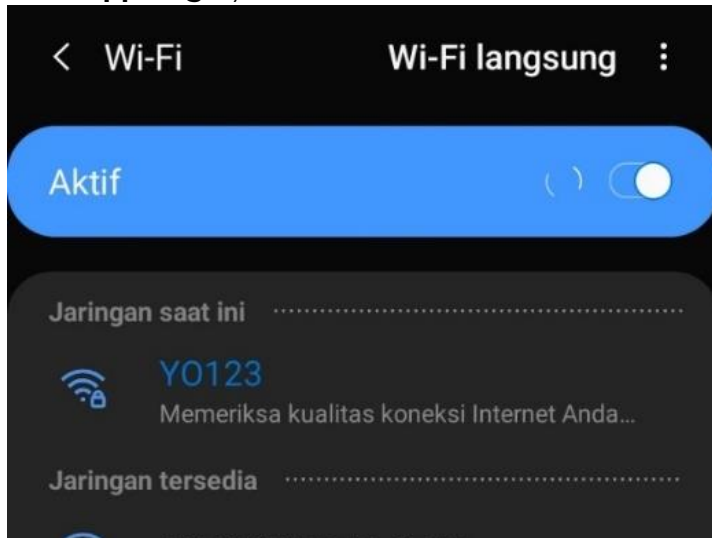 Wi-Fi Wi-Fi langsung
Aktif
Jaringan saat ini
YO123
Memeriksa kualitas koneksi Internet Anda...
Jaringan tersedia